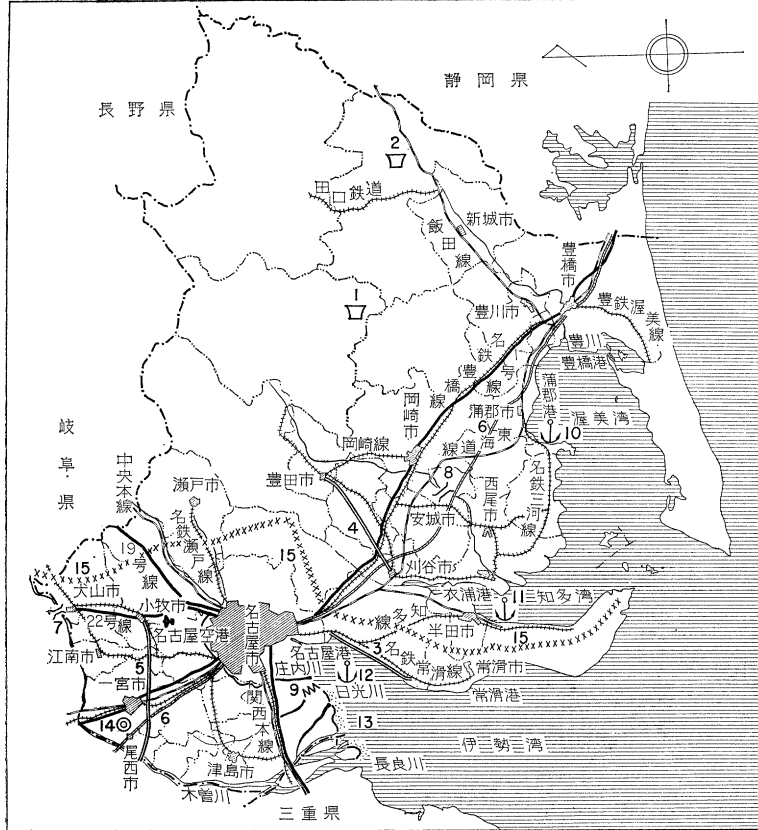 静岡県
長野県
2
田口鉄道
飯田線
新城市
豊橋市
1
豊川市
豊鉄渥美線
名鉄豊橋線
号線
豊川
豊橋港
岡崎市
蒲郡市
蒲郡港
6
10
渥美湾
岐阜県
中央本線
瀬戸市
岡崎線
東海道線
豊田市
8
西尾市
名鉄三河線
名鉄瀬戸線
4
安城市
15
19号線
刈谷市
15
犬山市
衣浦港
11
知多湾
小牧市
7
22号線
名古屋空港
名古屋市
知多線
半田市
15
江南市
5
名古屋港
3
名鉄常滑線
常滑市
一宮市
庄内川
12
日光川
常滑港
6
関西本線
9
14
13
伊勢湾
尾西市
津島市
長良川
木曽川
三重県